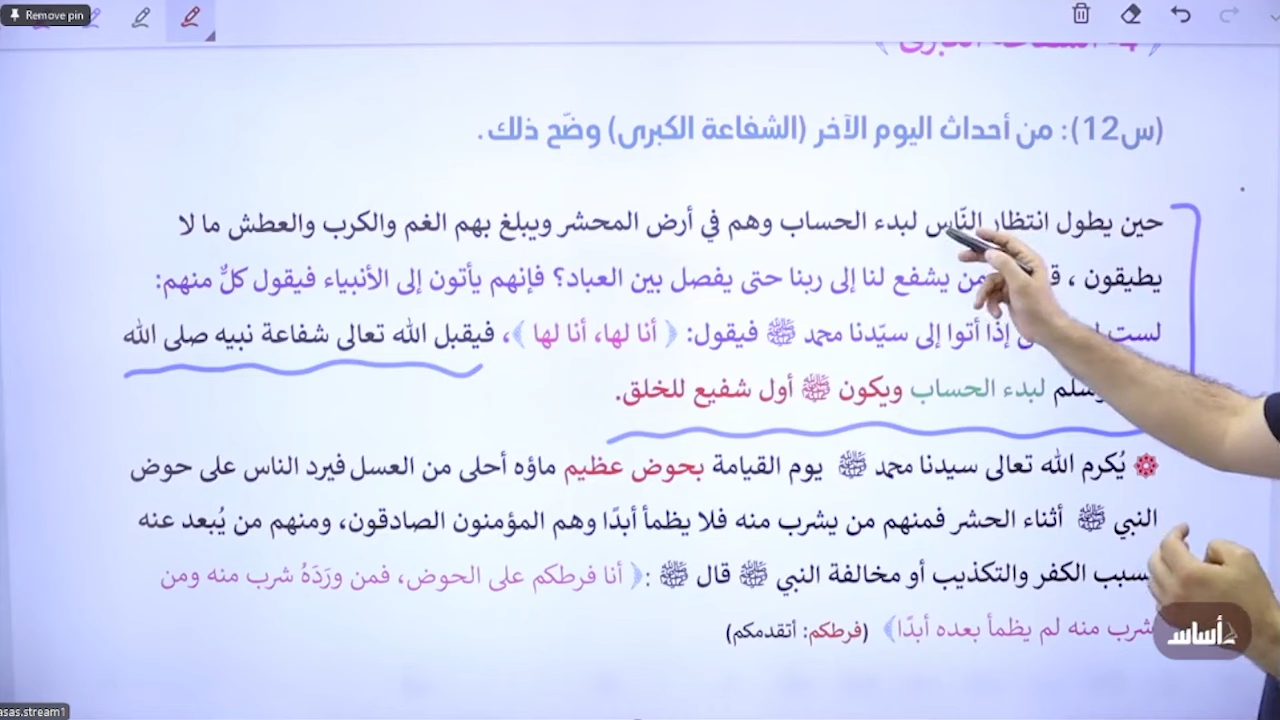 Remove pin
(س12): من أحداث اليوم الآخر (الشفاعة الكبرى) وضّح ذلك.
حين يطول انتظار النّاس لبدء الحساب وهم في أرض المحشر ويبلغ بهم الغم والكرب والعطش ما لا
يطيقون ، من يشفع لنا إلى ربنا حتى يفصل بين العباد؟ فإنهم يأتون إلى الأنبياء فيقول كلٌّ منهم:
لست إذا أتوا إلى سيّدنا محمد ﷺ فيقول: ﴿ أنا لها، أنا لها ﴾، فيقبل الله تعالى شفاعة نبيه صلى الله
وسلم لبدء الحساب ويكون ﷺ أول شفيع للخلق.
يُكرم الله تعالى سيدنا محمد ﷺ يوم القيامة بحوض عظيم ماؤه أحلى من العسل فيرد الناس على حوض
النبي ﷺ أثناء الحشر فمنهم من يشرب منه فلا يظمأ أبدًا وهم المؤمنون الصادقون، ومنهم من يُبعد عنه
بسبب الكفر والتكذيب أو مخالفة النبي ﷺ قال ﷺ :﴿ أنا فرطكم على الحوض، فمن ورَدَهُ شرب منه ومن
شرب منه لم يظمأ بعده أبدًا﴾ (فرطكم: أتقدمكم)
أساس
asas.stream1